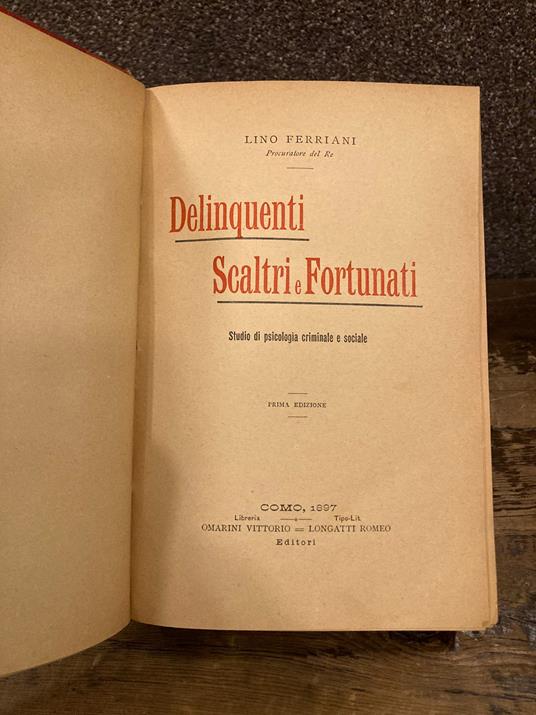 LINO FERRIANI
Procuratore del Re
Delinquenti
Scaltri e Fortunati
Studio di psicologia criminale e sociale
PRIMA EDIZIONE
COMO, 1897
Libreria Tipo-Lit.
OMARINI VITTORIO = LONGATTI ROMEO
Editori